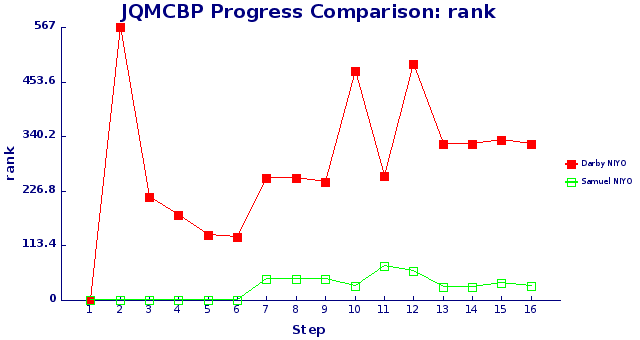 JQMCBP Progress Comparison: rank
567
453.6
340.2
226.8
113.4
0
rank
1 2 3 4 5 6 7 8 9 10 11 12 13 14 15 16
Step
Darby NIYO
Samuel NIYO